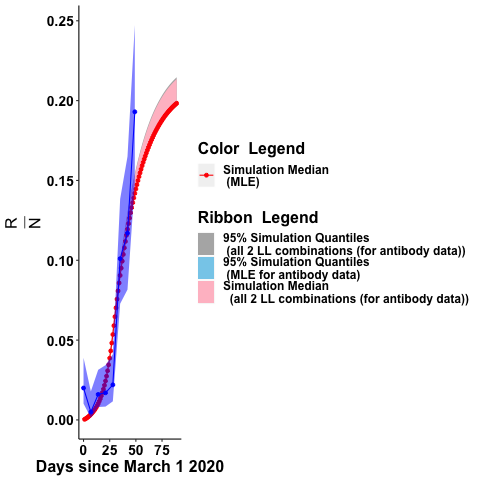 0.25
0.20
0.15
0.10
0.05
0.00
R
N
0 25 50 75
Days since March 1 2020
Color Legend
Simulation Median
(MLE)
Ribbon Legend
95% Simulation Quantiles
(all 2 LL combinations (for antibody data))
95% Simulation Quantiles
(MLE for antibody data)
Simulation Median
(all 2 LL combinations (for antibody data))